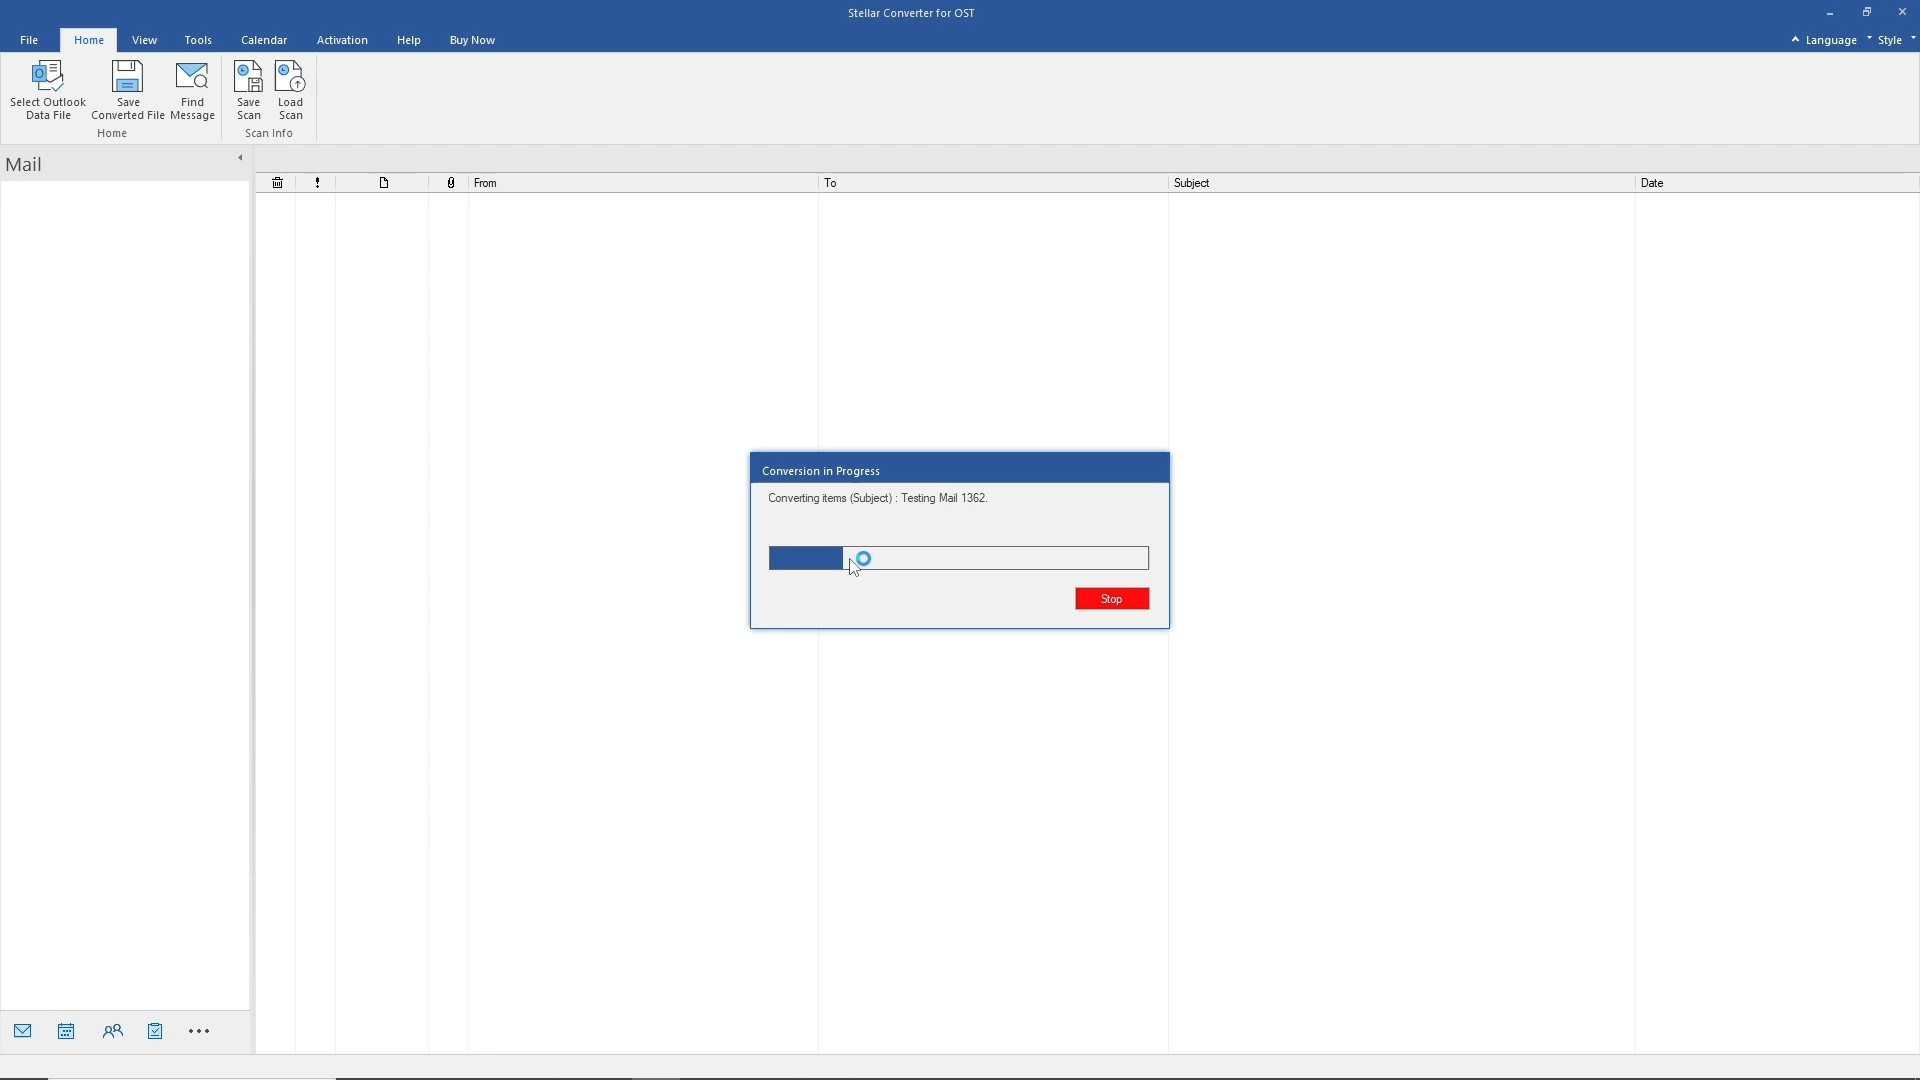 Stellar Converter for OST
File Home View Tools Calendar Activation Help Buy Now Language Style
Select Outlook
Data File
Save
Converted File
Find
Message
Home
Save
Scan
Load
Scan
Scan Info
Mail
From To Subject Date
Conversion in Progress
Converting items (Subject) : Testing Mail 1362.
Stop